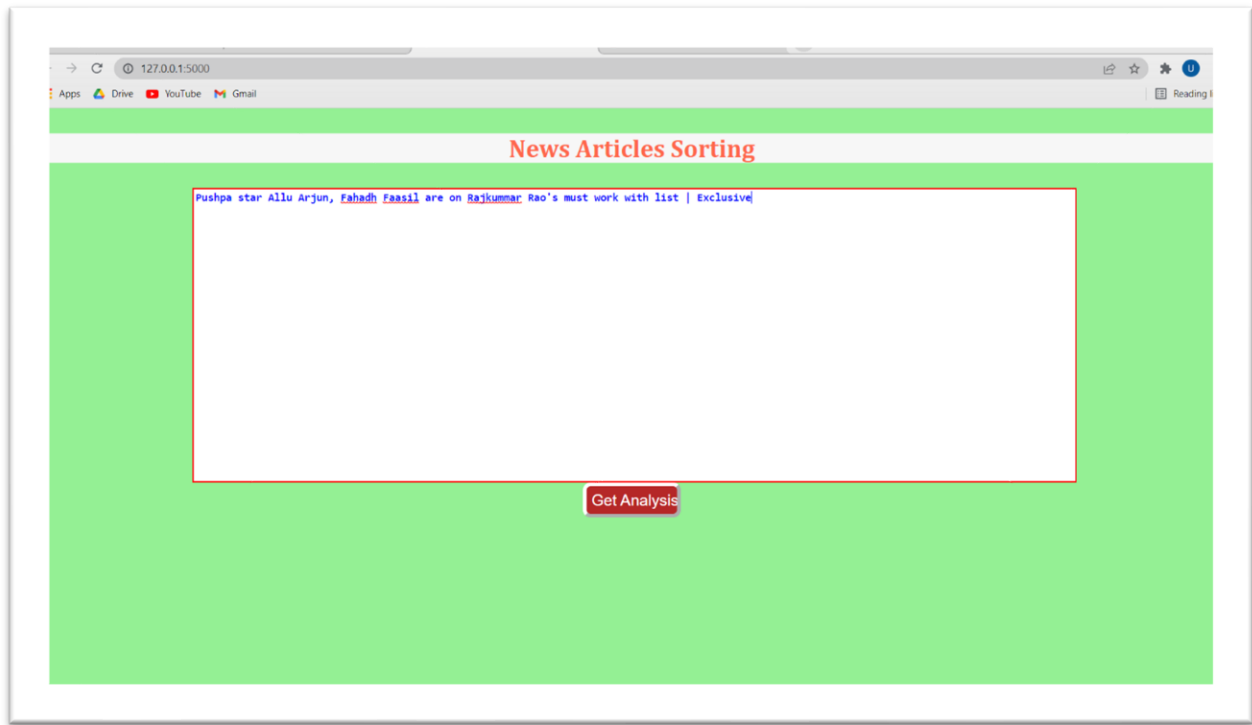 127.0.0.1:5000
Apps Drive YouTube Gmail
Reading
News Articles Sorting
Pushpa star Allu Arjun, Fahadh Faasil are on Rajkummar Rao's must work with list | Exclusive
Get Analysis
U